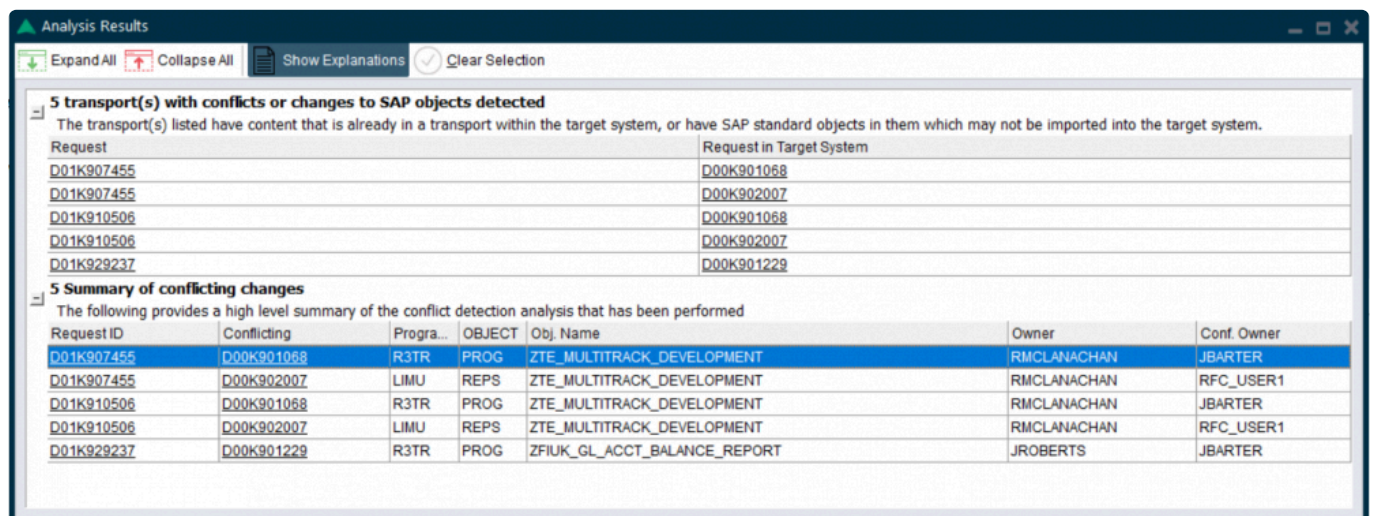 Analysis Results
Expand All Collapse All Show Explanations Clear Selection
5 transport(s) with conflicts or changes to SAP objects detected
The transport(s) listed have content that is already in a transport within the target system, or have SAP standard objects in them which may not be imported into the target system.
Request Request in Target System
D01K907455 D00K901068
D01K907455 D00K902007
D01K910506 D00K901068
D01K910506 D00K902007
D01K929237 D00K901229
5 Summary of conflicting changes
The following provides a high level summary of the conflict detection analysis that has been performed
Request ID Conflicting Progra... OBJECT Obj. Name Owner Conf. Owner
D01K907455 D00K901068 R3TR PROG ZTE_MULTITRACK_DEVELOPMENT RMCLANACHAN JBARTER
D01K907455 D00K902007 LIMU REPS ZTE_MULTITRACK_DEVELOPMENT RMCLANACHAN RFC_USER1
D01K910506 D00K901068 R3TR PROG ZTE_MULTITRACK_DEVELOPMENT RMCLANACHAN JBARTER
D01K910506 D00K902007 LIMU REPS ZTE_MULTITRACK_DEVELOPMENT RMCLANACHAN RFC_USER1
D01K929237 D00K901229 R3TR PROG ZFIUK_GL_ACCT_BALANCE_REPORT JROBERTS JBARTER